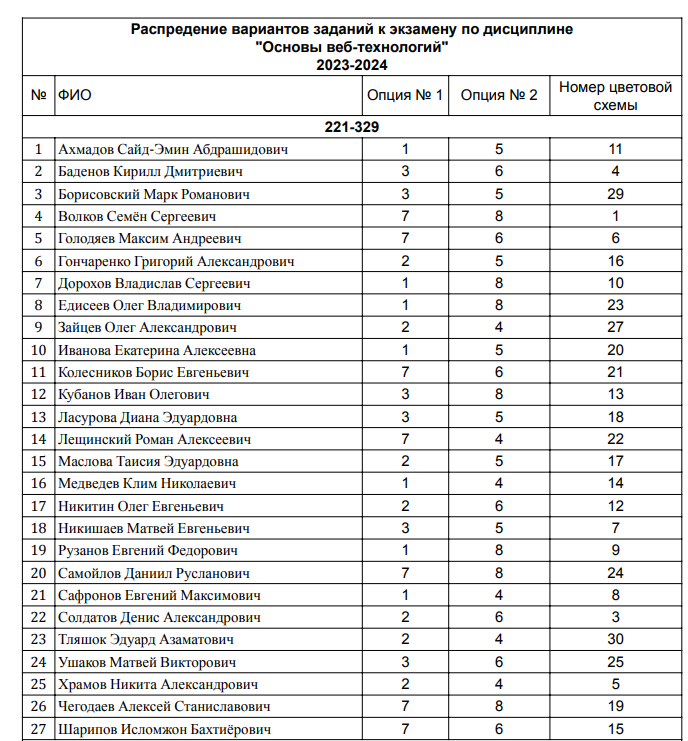 Распредение вариантов заданий к экзамену по дисциплине
"Основы веб-технологий"
2023-2024
№ ФИО Опция № 1 Опция № 2 Номер цветовой
схемы
221-329
1 Ахмадов Сайд-Эмин Абдрашидович 1 5 11
2 Баденов Кирилл Дмитриевич 3 6 4
3 Борисовский Марк Романович 3 5 29
4 Волков Семён Сергеевич 7 8 1
5 Голодяев Максим Андреевич 7 6 6
6 Гончаренко Григорий Александрович 2 5 16
7 Дорохов Владислав Сергеевич 1 8 10
8 Едисеев Олег Владимирович 1 8 23
9 Зайцев Олег Александрович 2 4 27
10 Иванова Екатерина Алексеевна 1 5 20
11 Колесников Борис Евгеньевич 7 6 21
12 Кубанов Иван Олегович 3 8 13
13 Ласурова Диана Эдуардовна 3 5 18
14 Лещинский Роман Алексеевич 7 4 22
15 Маслова Таисия Эдуардовна 2 5 17
16 Медведев Клим Николаевич 1 4 14
17 Никитин Олег Евгеньевич 2 6 12
18 Никишаев Матвей Евгеньевич 3 5 7
19 Рузанов Евгений Федорович 1 8 9
20 Самойлов Даниил Русланович 7 8 24
21 Сафронов Евгений Максимович 1 4 8
22 Солдатов Денис Александрович 2 6 3
23 Тляшок Эдуард Азаматович 2 4 30
24 Ушаков Матвей Викторович 3 6 25
25 Храмов Никита Александрович 2 4 5
26 Чегодаев Алексей Станиславович 7 8 19
27 Шарипов Исломжон Бахтиёрович 7 6 15